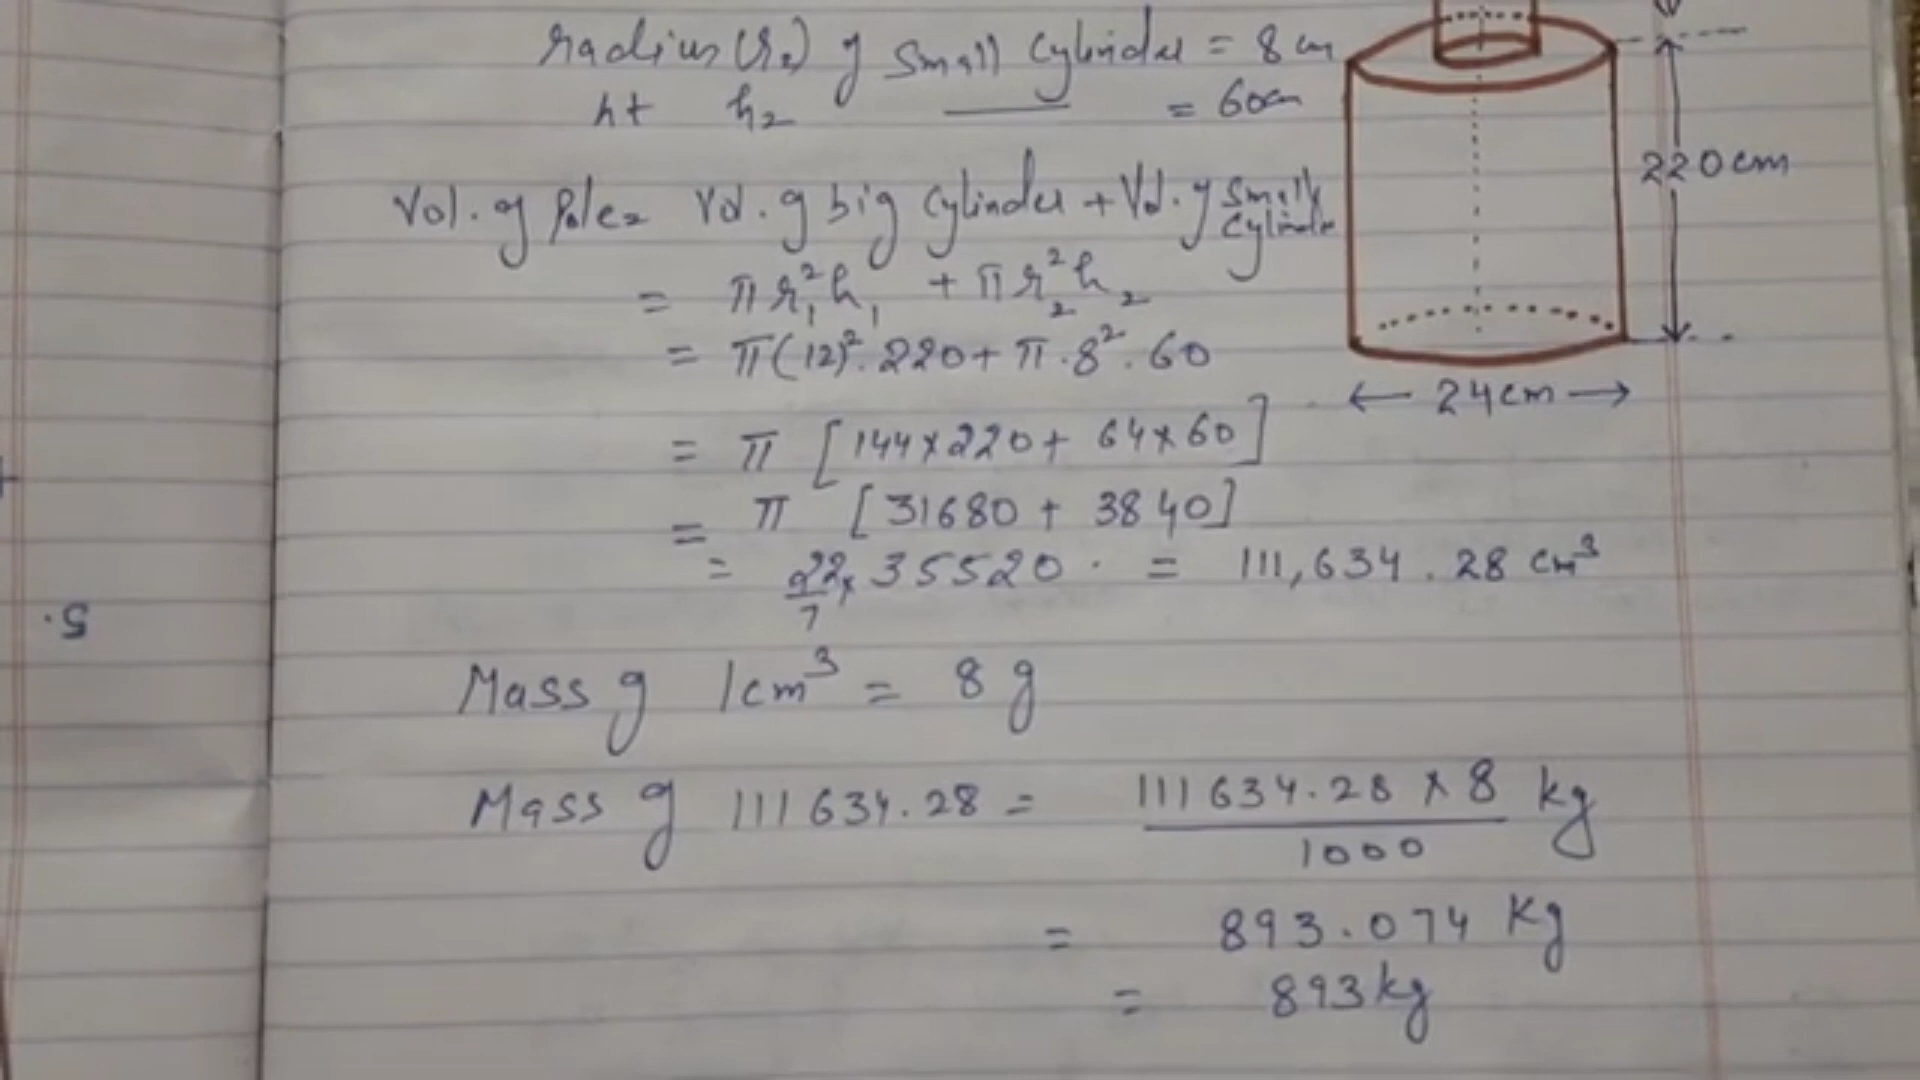 radius (r₂) of small cylinder = 8 cm
ht h₂ —— = 60cm
Vol. of Pole = Vol. of big cylinder + Vol. of small cylinder
= πr₁²h₁ + πr₂²h₂
= π(12)².220 + π.8².60
= π [144×220+ 64×60]
= π [31680 + 3840]
= 22/7 × 35520. = 111,634.28 cm³
Mass of 1cm³ = 8 g
Mass of 111634.28 = 111634.28 × 8 / 1000 kg
= 893.074 Kg
= 893kg
220cm
← 24cm →
5.